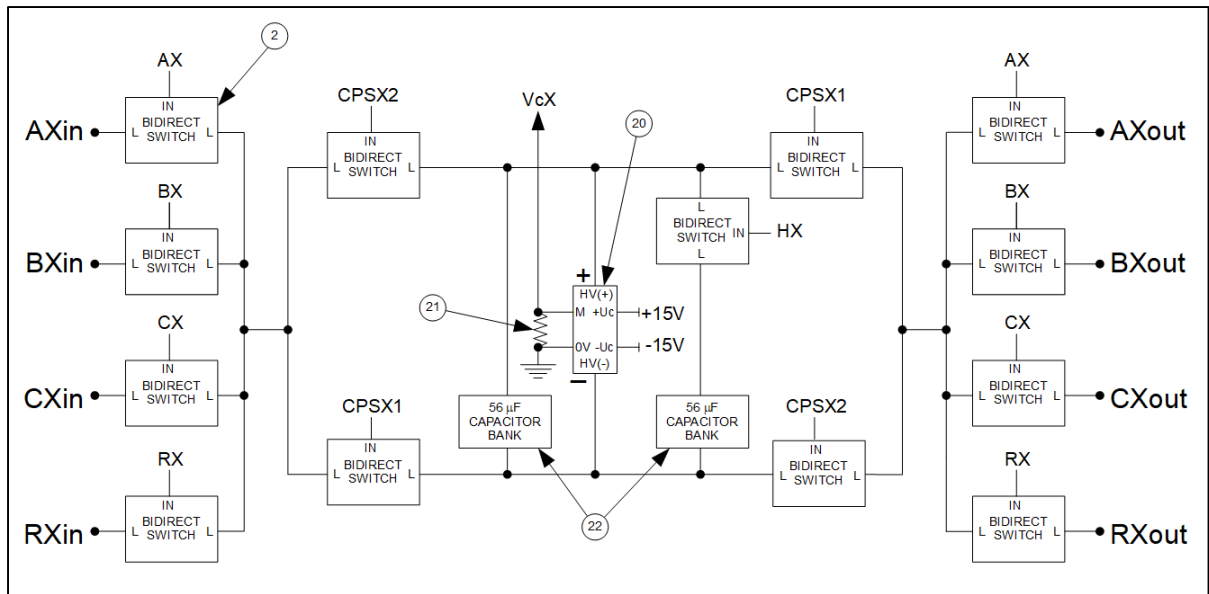 2
AX
IN
BIDIRECT
SWITCH
L L
AXin
BX
IN
BIDIRECT
SWITCH
L L
BXin
CX
IN
BIDIRECT
SWITCH
L L
CXin
RX
IN
BIDIRECT
SWITCH
L L
RXin
CPSX2
IN
BIDIRECT
SWITCH
L L
CPSX1
IN
BIDIRECT
SWITCH
L L
VcX
20
21
+
HV(+)
M +Uc
+15V
0V -Uc
-15V
HV(-)
−
56 µF
CAPACITOR
BANK
L
BIDIRECT
SWITCH IN
L
HX
56 µF
CAPACITOR
BANK
22
CPSX1
IN
BIDIRECT
SWITCH
L L
CPSX2
IN
BIDIRECT
SWITCH
L L
AX
IN
BIDIRECT
SWITCH
L L
AXout
BX
IN
BIDIRECT
SWITCH
L L
BXout
CX
IN
BIDIRECT
SWITCH
L L
CXout
RX
IN
BIDIRECT
SWITCH
L L
RXout